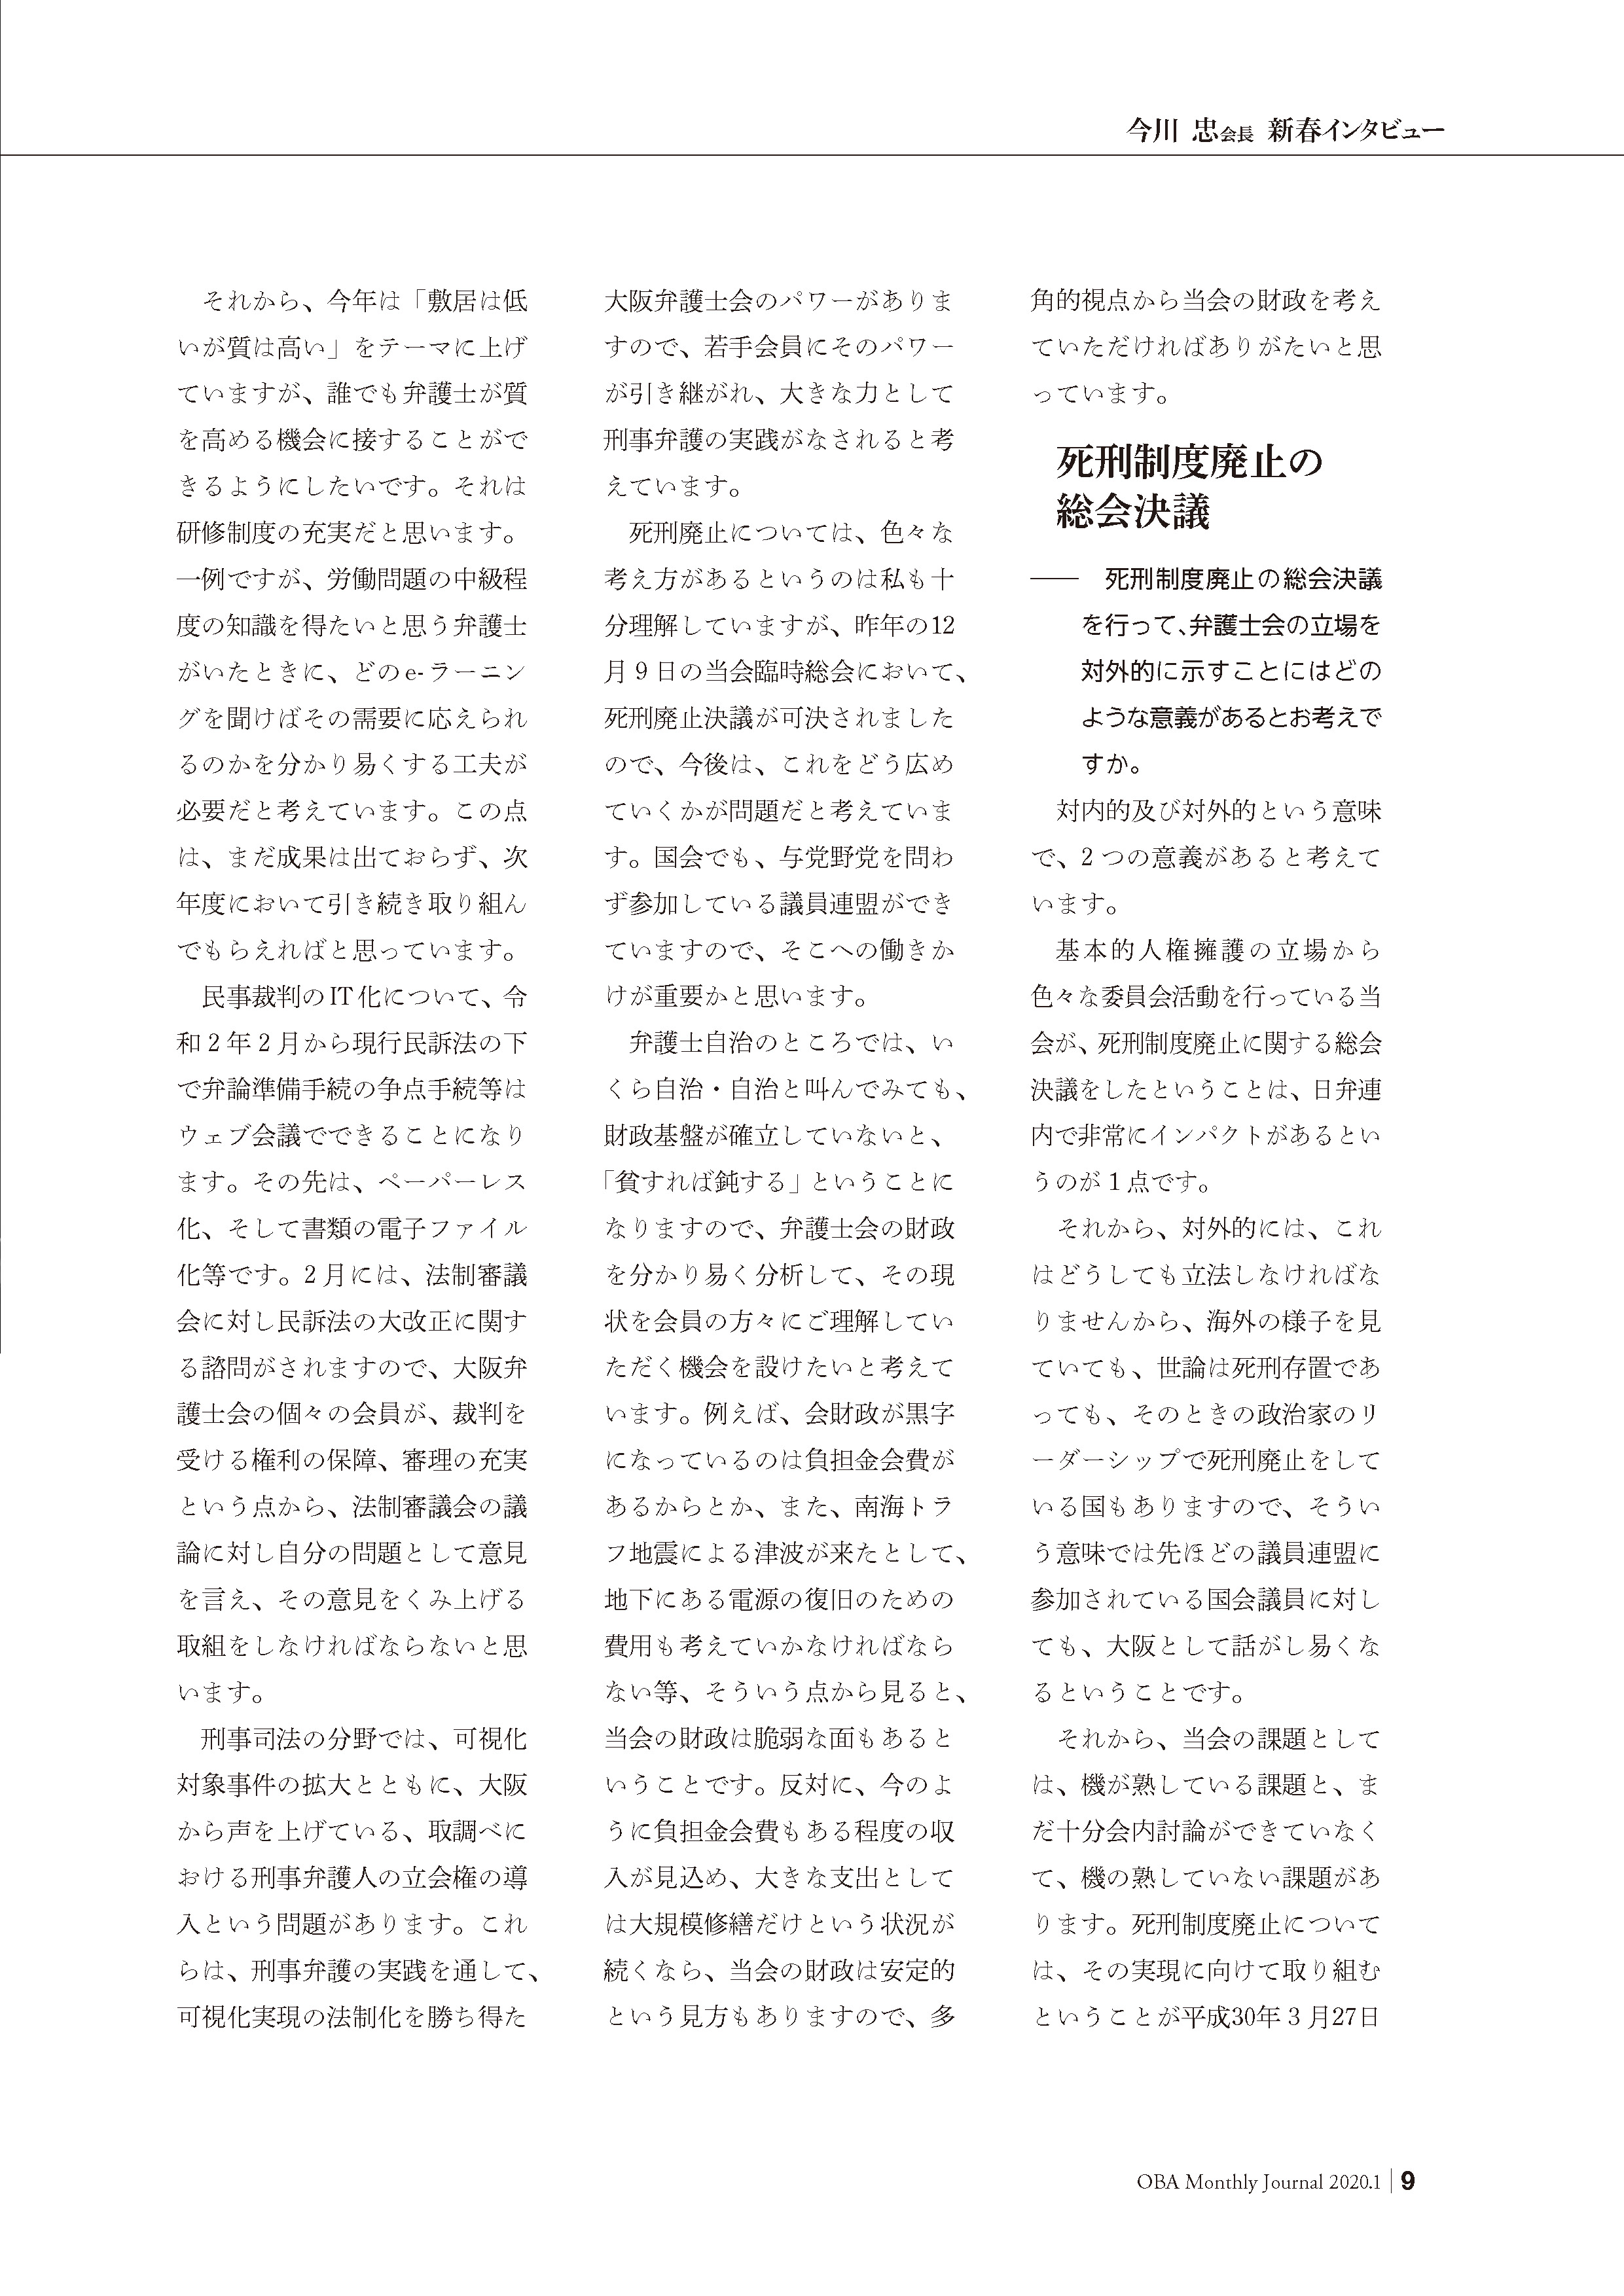 今川 忠会長 新春インタビュー
それから、今年は「敷居は低
いが質は高い」をテーマに上げ
ていますが、誰でも弁護士が質
を高める機会に接することがで
きるようにしたいです。それは
研修制度の充実だと思います。
一例ですが、労働問題の中級程
度の知識を得たいと思う弁護士
がいたときに、どのe-ラーニン
グを聞けばその需要に応えられ
るのかを分かり易くする工夫が
必要だと考えています。この点
は、まだ成果は出ておらず、次
年度において引き続き取り組ん
でもらえればと思っています。
民事裁判のIT化について、令
和2年2月から現行民訴法の下
で弁論準備手続の争点手続等は
ウェブ会議でできることになり
ます。その先は、ペーパーレス
化、そして書類の電子ファイル
化等です。2月には、法制審議
会に対し民訴法の大改正に関す
る諮問がされますので、大阪弁
護士会の個々の会員が、裁判を
受ける権利の保障、審理の充実
という点から、法制審議会の議
論に対し自分の問題として意見
を言え、その意見をくみ上げる
取組をしなければならないと思
います。
刑事司法の分野では、可視化
対象事件の拡大とともに、大阪
から声を上げている、取調べに
おける刑事弁護人の立会権の導
入という問題があります。これ
らは、刑事弁護の実践を通して、
可視化実現の法制化を勝ち得た
大阪弁護士会のパワーがありま
すので、若手会員にそのパワー
が引き継がれ、大きな力として
刑事弁護の実践がなされると考
えています。
死刑廃止については、色々な
考え方があるというのは私も十
分理解していますが、昨年の12
月9日の当会臨時総会において、
死刑廃止決議が可決されました
ので、今後は、これをどう広め
ていくかが問題だと考えていま
す。国会でも、与党野党を問わ
ず参加している議員連盟ができ
ていますので、そこへの働きか
けが重要かと思います。
弁護士自治のところでは、い
くら自治・自治と叫んでみても、
財政基盤が確立していないと、
「貧すれば鈍する」ということに
なりますので、弁護士会の財政
を分かり易く分析して、その現
状を会員の方々にご理解してい
ただく機会を設けたいと考えて
います。例えば、会財政が黒字
になっているのは負担金会費が
あるからとか、また、南海トラ
フ地震による津波が来たとして、
地下にある電源の復旧のための
費用も考えていかなければなら
ない等、そういう点から見ると、
当会の財政は脆弱な面もあると
いうことです。反対に、今のよ
うに負担金会費もある程度の収
入が見込め、大きな支出として
は大規模修繕だけという状況が
続くなら、当会の財政は安定的
という見方もありますので、多
角的視点から当会の財政を考え
ていただければありがたいと思
っています。
死刑制度廃止の
総会決議
―― 死刑制度廃止の総会決議
を行って、弁護士会の立場を
対外的に示すことにはどの
ような意義があるとお考えで
すか。
対内的及び対外的という意味
で、2つの意義があると考えて
います。
基本的人権擁護の立場から
色々な委員会活動を行っている当
会が、死刑制度廃止に関する総会
決議をしたということは、日弁連
内で非常にインパクトがあるとい
うのが1点です。
それから、対外的には、これ
はどうしても立法しなければな
りませんから、海外の様子を見
ていても、世論は死刑存置であ
っても、そのときの政治家のリ
ーダーシップで死刑廃止をして
いる国もありますので、そうい
う意味では先ほどの議員連盟に
参加されている国会議員に対し
ても、大阪として話がし易くな
るということです。
それから、当会の課題として
は、機が熟している課題と、ま
だ十分会内討論ができていなく
て、機の熟していない課題があ
ります。死刑制度廃止について
は、その実現に向けて取り組む
ということが平成30年3月27日
OBA Monthly Journal 2020.1 | 9